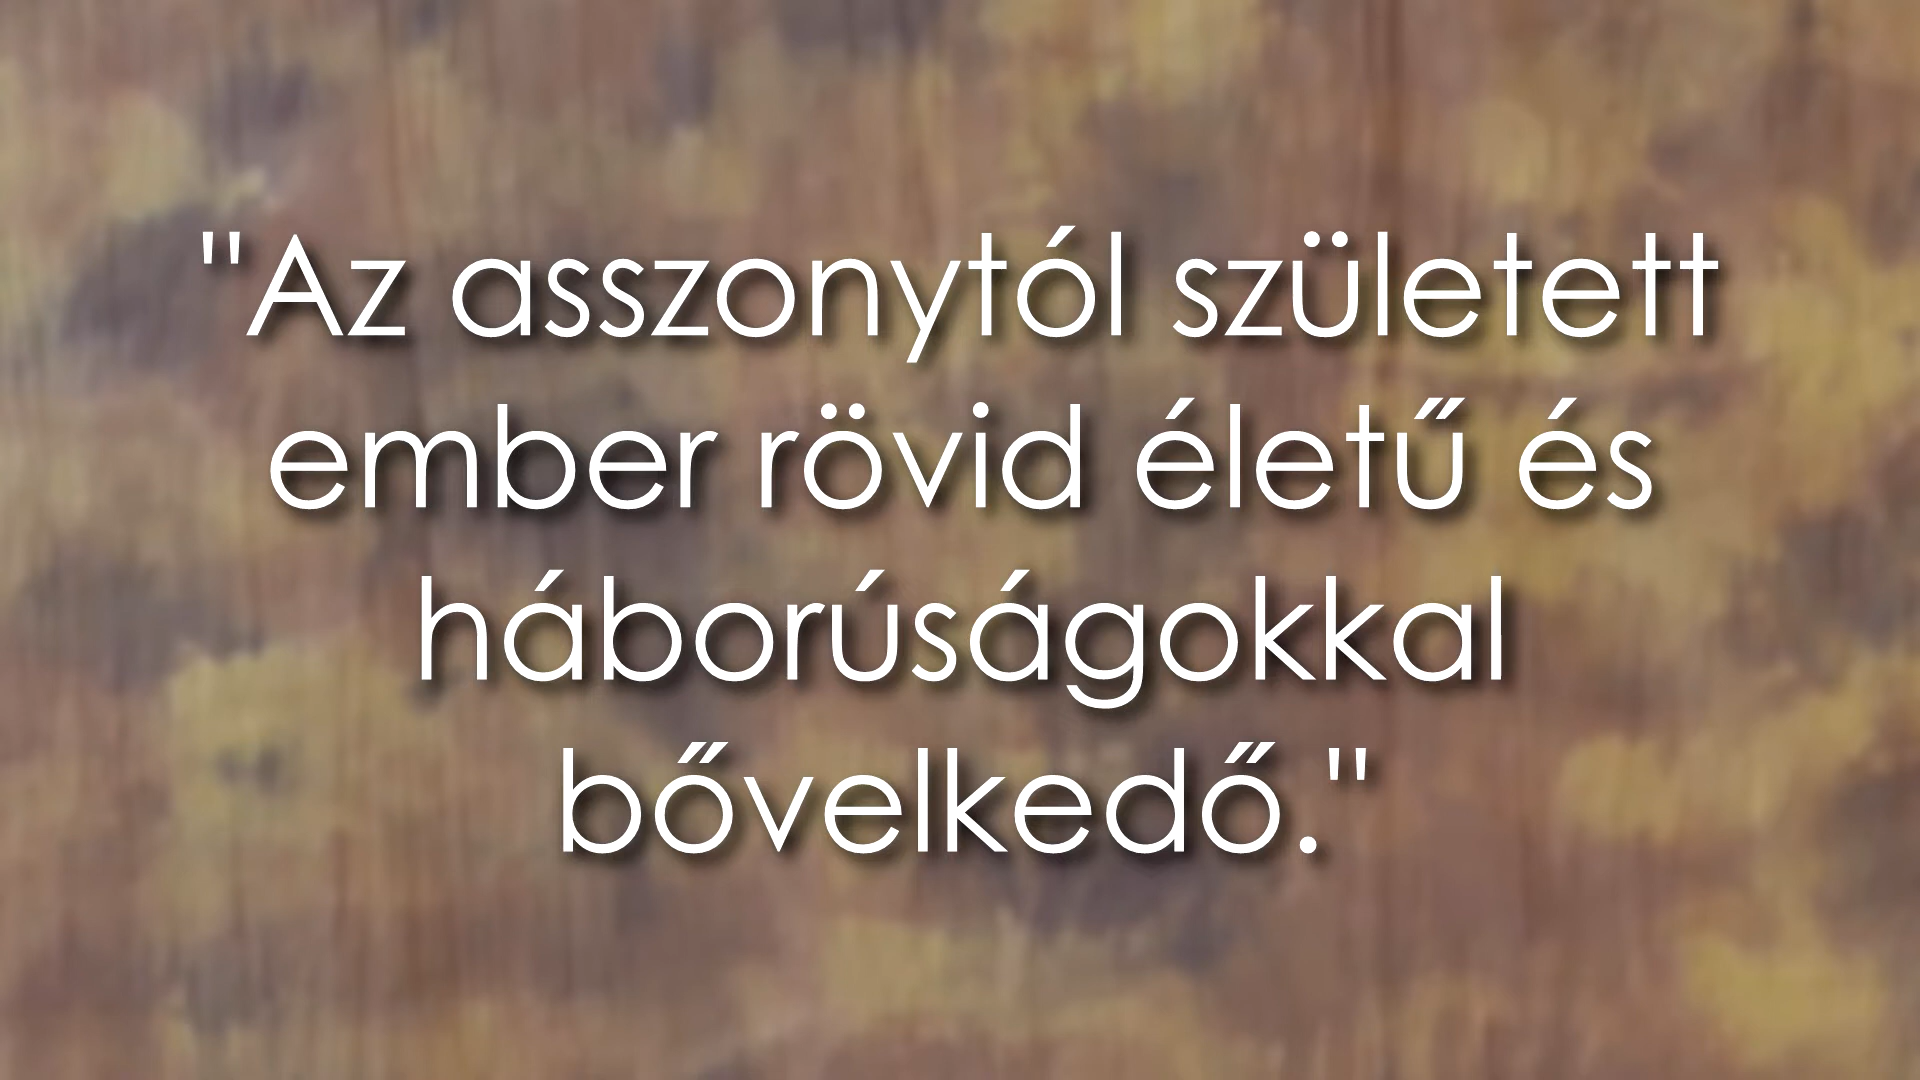 "Az asszonytól született
ember rövid életű és
háborúságokkal
bővelkedő."